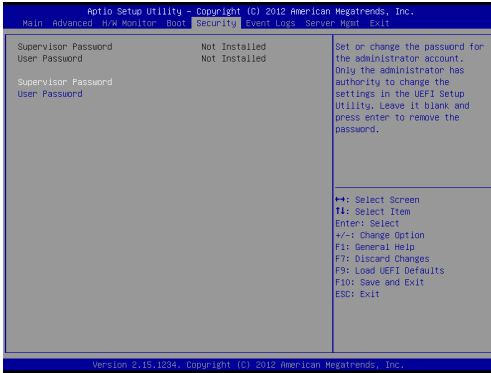 Aptio Setup Utility – Copyright (C) 2012 American Megatrends, Inc.
Main Advanced H/W Monitor Boot Security Event Logs Server Mgmt Exit
Supervisor Password Not Installed
User Password Not Installed
Supervisor Password
User Password
Set or change the password for
the administrator account.
Only the administrator has
authority to change the
settings in the UEFI Setup
Utility. Leave it blank and
press enter to remove the
password.
↔: Select Screen
↑↓: Select Item
Enter: Select
+/-: Change Option
F1: General Help
F7: Discard Changes
F9: Load UEFI Defaults
F10: Save and Exit
ESC: Exit
Version 2.15.1234. Copyright (C) 2012 American Megatrends, Inc.